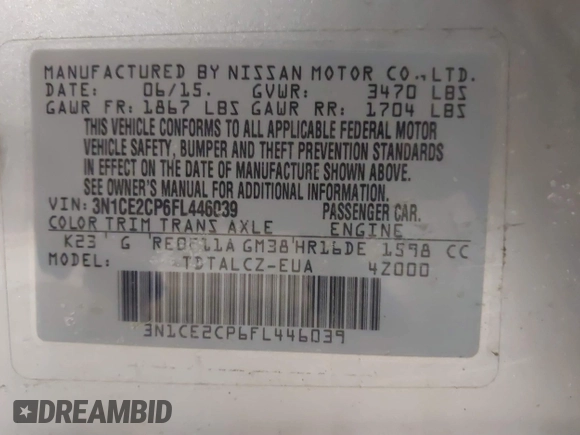 MANUFACTURED BY NISSAN MOTOR CO.,LTD.
DATE: 06/15. GVWR: 3470 LBS
GAWR FR: 1867 LBS GAWR RR: 1704 LBS
THIS VEHICLE CONFORMS TO ALL APPLICABLE FEDERAL MOTOR
VEHICLE SAFETY, BUMPER AND THEFT PREVENTION STANDARDS
IN EFFECT ON THE DATE OF MANUFACTURE SHOWN ABOVE.
SEE OWNER'S MANUAL FOR ADDITIONAL INFORMATION.
VIN: 3N1CE2CP6FL446039 PASSENGER CAR.
COLOR TRIM TRANS AXLE ENGINE
K23 G RE0F11A GM38 HR16DE 1598 CC
MODEL: TDTALCZ-EUA 4Z000
3N1CE2CP6FL446039
DREAMBID